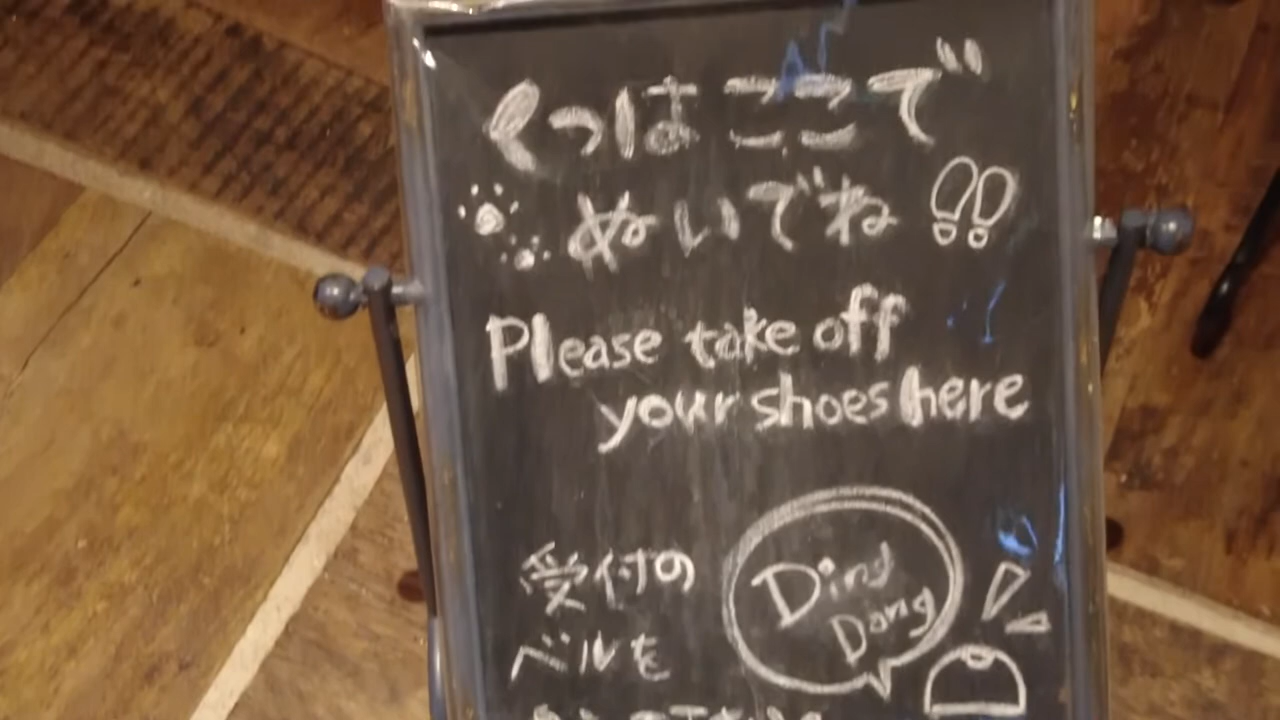 くつはここで
ぬいでね
Please take off
your shoes here
受付の
ベルを
Ding
Dong